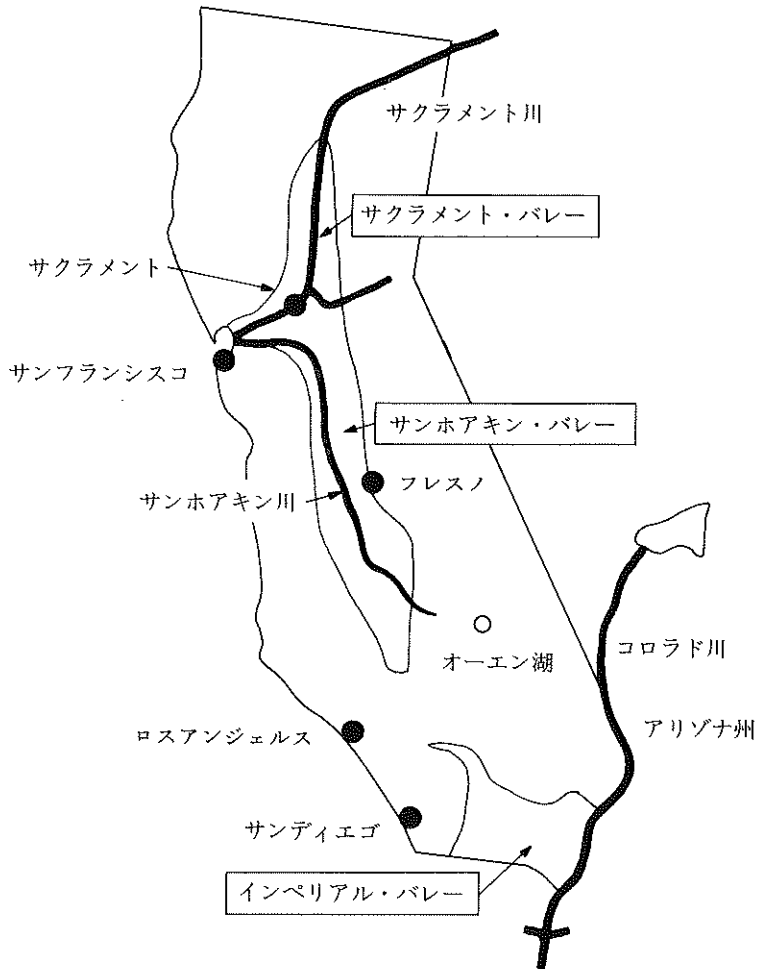 サクラメント川
サクラメント・バレー
サクラメント
サンフランシスコ
サンホアキン・バレー
フレスノ
サンホアキン川
コロラド川
オーエン湖
アリゾナ州
ロスアンジェルス
サンディエゴ
インペリアル・バレー